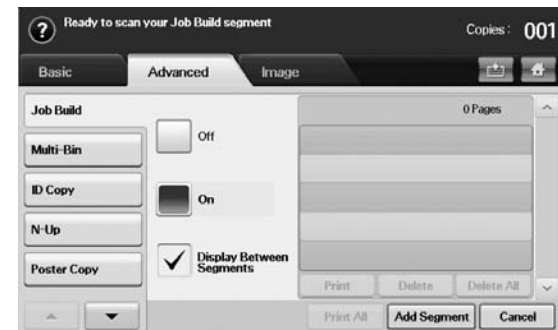 ? Ready to scan your Job Build segment
Copies: 001
Basic Advanced Image
Job Build
Multi-Bin
ID Copy
N-Up
Poster Copy
Off
On
Display Between
Segments
0 Pages
Print Delete Delete All
Print All Add Segment Cancel